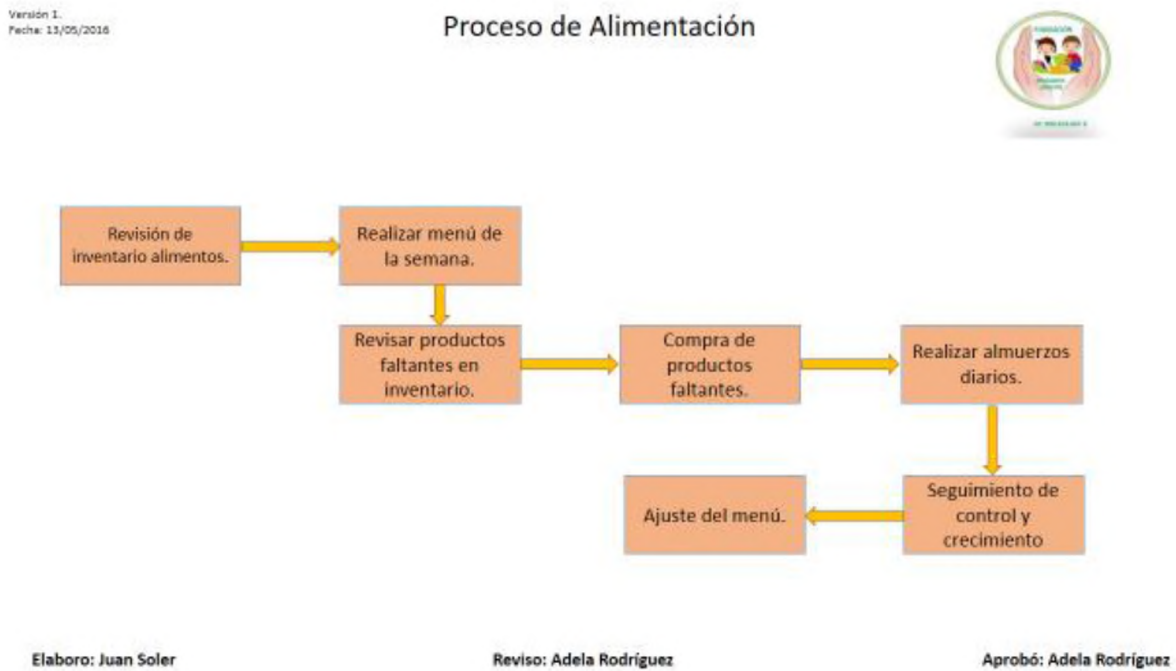 Versión 1.
Fecha: 13/05/2016
Proceso de Alimentación
FUNDACIÓN
Revisión de
inventario alimentos.
Realizar menú de
la semana.
Revisar productos
faltantes en
inventario.
Compra de
productos
faltantes.
Realizar almuerzos
diarios.
Seguimiento de
control y
crecimiento
Ajuste del menú.
Elaboro: Juan Soler
Reviso: Adela Rodríguez
Aprobó: Adela Rodríguez